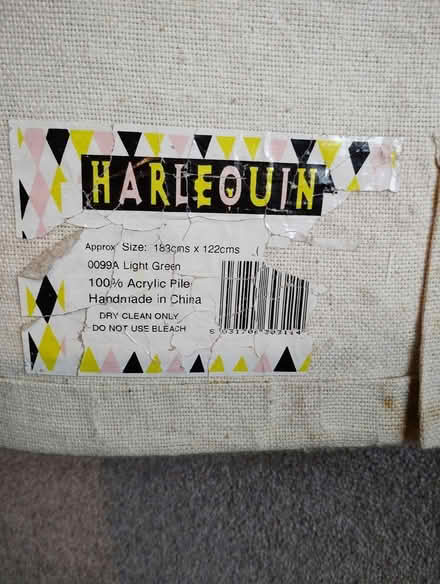 HARLEQUIN
Approx Size: 183cms x 122cms (
0099A Light Green
100% Acrylic Pile
Handmade in China
DRY CLEAN ONLY
DO NOT USE BLEACH